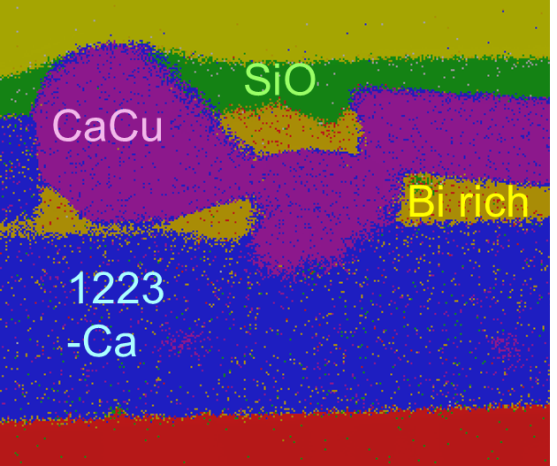 SiO
CaCu
Bi rich
1223
-Ca